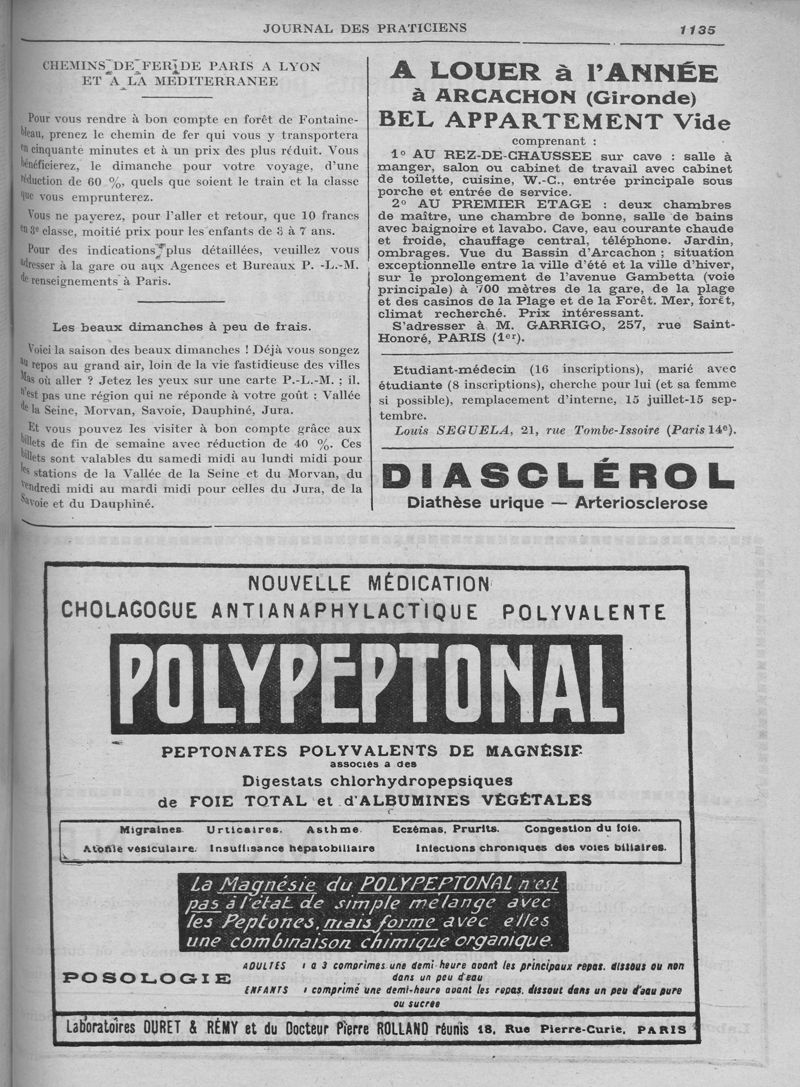 JOURNAL DES PRATICIENS 1135
CHEMINS DE FER DE PARIS A LYON
ET A LA MEDITERRANEE
Pour vous rendre à bon compte en forêt de Fontaine-
bleau, prenez le chemin de fer qui vous y transportera
en cinquante minutes et à un prix des plus réduit. Vous
bénéficierez, le dimanche pour votre voyage, d'une
réduction de 60 %, quels que soient le train et la classe
que vous emprunterez.
Vous ne payerez, pour l'aller et retour, que 10 francs
en 3e classe, moitié prix pour les enfants de 3 à 7 ans.
Pour des indications plus détaillées, veuillez vous
adresser à la gare ou aux Agences et Bureaux P. -L.-M.
de renseignements à Paris.
Les beaux dimanches à peu de frais.
Voici la saison des beaux dimanches ! Déjà vous songez
au repos au grand air, loin de la vie fastidieuse des villes
Mas où aller ? Jetez les yeux sur une carte P.-L.-M. ; il.
n'est pas une région qui ne réponde à votre goût : Vallée
de la Seine, Morvan, Savoie, Dauphiné, Jura.
Et vous pouvez les visiter à bon compte grâce aux
billets de fin de semaine avec réduction de 40 %. Ces
billets sont valables du samedi midi au lundi midi pour
les stations de la Vallée de la Seine et du Morvan, du
vendredi midi au mardi midi pour celles du Jura, de la
Savoie et du Dauphiné.
A LOUER à l'ANNÉE
à ARCACHON (Gironde)
BEL APPARTEMENT Vide
comprenant :
1º AU REZ-DE-CHAUSSEE sur cave : salle à
manger, salon ou cabinet de travail avec cabinet
de toilette, cuisine, W.-C., entrée principale sous
porche et entrée de service.
2º AU PREMIER ETAGE : deux chambres
de maître, une chambre de bonne, salle de bains
avec baignoire et lavabo. Cave, eau courante chaude
et froide, chauffage central, téléphone. Jardin,
ombrages. Vue du Bassin d'Arcachon ; situation
exceptionnelle entre la ville d'été et la ville d'hiver,
sur le prolongement de l'avenue Gambetta (voie
principale) à 700 mètres de la gare, de la plage
et des casinos de la Plage et de la Forêt. Mer, forêt,
climat recherché. Prix intéressant.
S'adresser à M. GARRIGO, 257, rue Saint-
Honoré, PARIS (1er).
Etudiant-médecin (16 inscriptions), marié avec
étudiante (8 inscriptions), cherche pour lui (et sa femme
si possible), remplacement d'interne, 15 juillet-15 sep-
tembre.
Louis SEGUELA, 21, rue Tombe-Issoire (Paris 14e).
DIASCLÉROL
Diathèse urique — Arteriosclerose
NOUVELLE MÉDICATION
CHOLAGOGUE ANTIANAPHYLACTIQUE POLYVALENTE
POLYPEPTONAL
PEPTONATES POLYVALENTS DE MAGNÉSIE
associés a des
Digestats chlorhydropepsiques
de FOIE TOTAL et d'ALBUMINES VÉGÉTALES
Migraines. Urticaires. Asthme. Eczémas, Prurits. Congestion du foie.
Atonie vésiculaire. Insuffisance hépatobiliaire Infections chroniques des voies biliaires.
La Magnésie du POLYPEPTONAL n'est
pas à l'état de simple mélange avec
les Peptones, mais forme avec elles
une combinaison chimique organique.
POSOLOGIE
ADULTES 1 a 3 comprimes une demi heure avant les principaux repas, dissous ou non
dans un peu d'eau
ENFANTS 1 comprimé une demi-heure avant les repas, dissout dans un peu d'eau pure
ou sucree
Laboratoires DURET & RÉMY et du Docteur Pierre ROLLAND réunis 18, Rue Pierre-Curie, PARIS